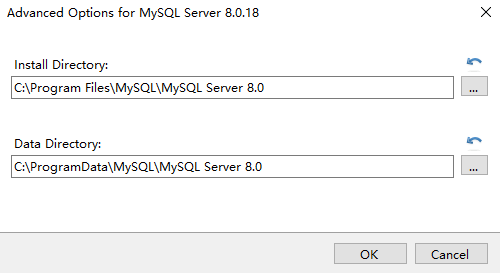 Advanced Options for MySQL Server 8.0.18
Install Directory:
C:\Program Files\MySQL\MySQL Server 8.0
...
Data Directory:
C:\ProgramData\MySQL\MySQL Server 8.0
...
OK Cancel